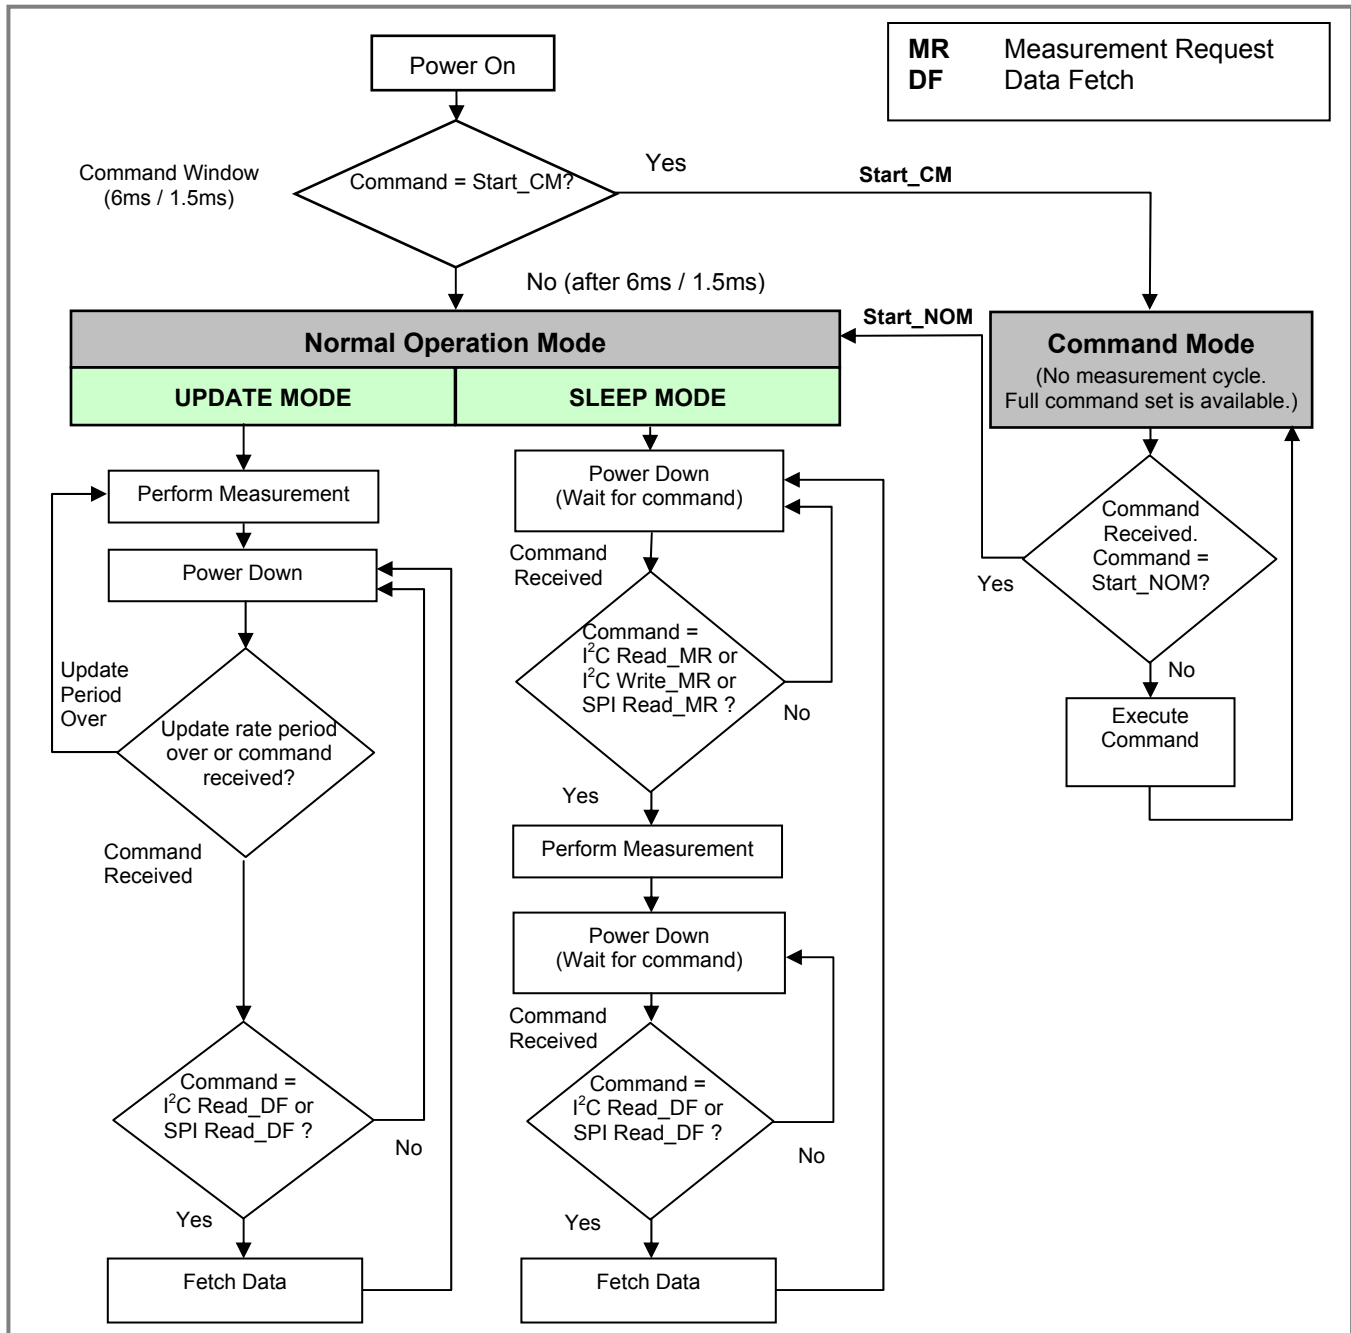 Power On
MR Measurement Request
DF Data Fetch
Command Window
(6ms / 1.5ms)
Command = Start_CM?
Yes
Start_CM
No (after 6ms / 1.5ms)
Normal Operation Mode
UPDATE MODE
SLEEP MODE
Start_NOM
Command Mode
(No measurement cycle.
Full command set is available.)
Perform Measurement
Power Down
Update
Period
Over
Update rate period
over or command
received?
Command
Received
Command =
I²C Read_DF or
SPI Read_DF ?
No
Yes
Fetch Data
Power Down
(Wait for command)
Command
Received
Command =
I²C Read_MR or
I²C Write_MR or
SPI Read_MR ?
No
Yes
Perform Measurement
Power Down
(Wait for command)
Command
Received
Command =
I²C Read_DF or
SPI Read_DF ?
No
Yes
Fetch Data
Command
Received.
Command =
Start_NOM?
Yes
No
Execute
Command